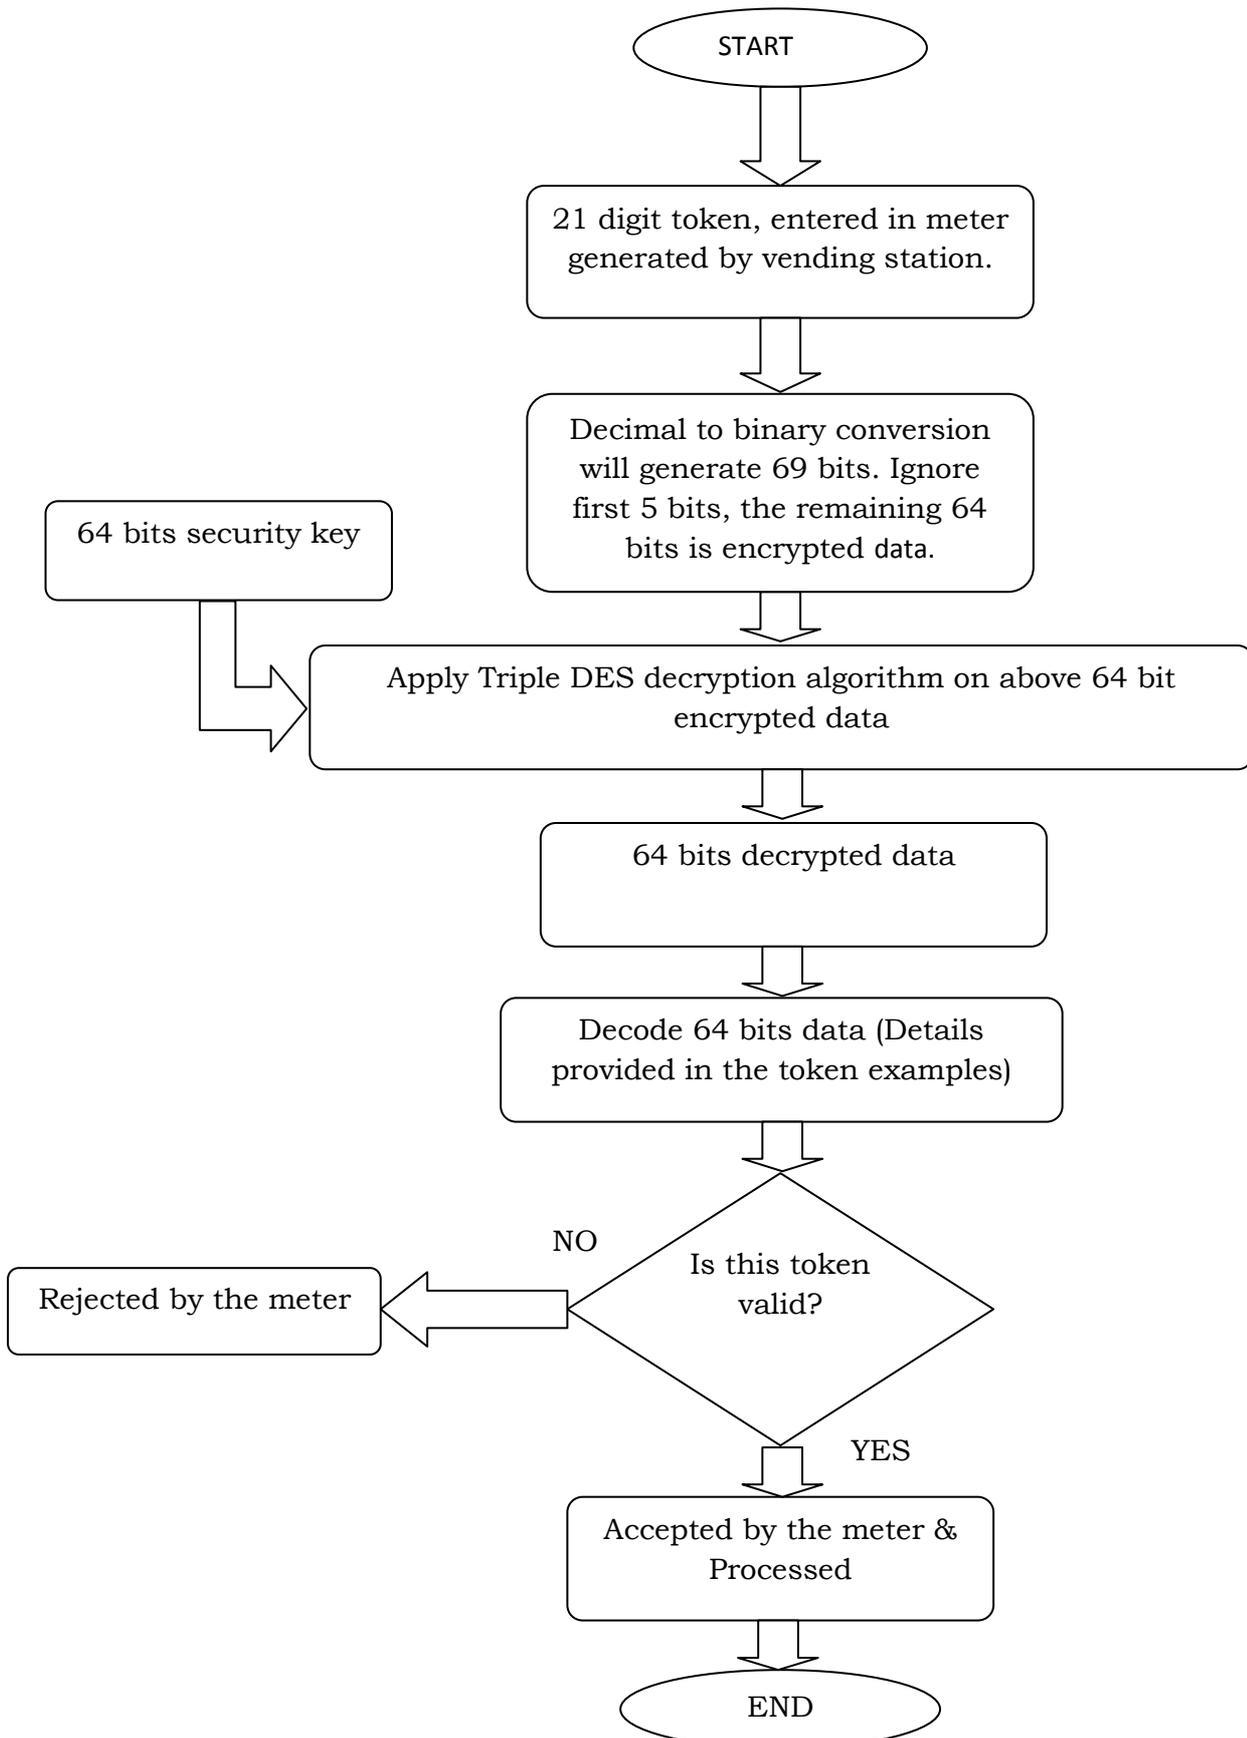 START
21 digit token, entered in meter
generated by vending station.
Decimal to binary conversion
will generate 69 bits. Ignore
first 5 bits, the remaining 64
bits is encrypted data.
64 bits security key
Apply Triple DES decryption algorithm on above 64 bit
encrypted data
64 bits decrypted data
Decode 64 bits data (Details
provided in the token examples)
NO
Is this token
valid?
Rejected by the meter
YES
Accepted by the meter &
Processed
END